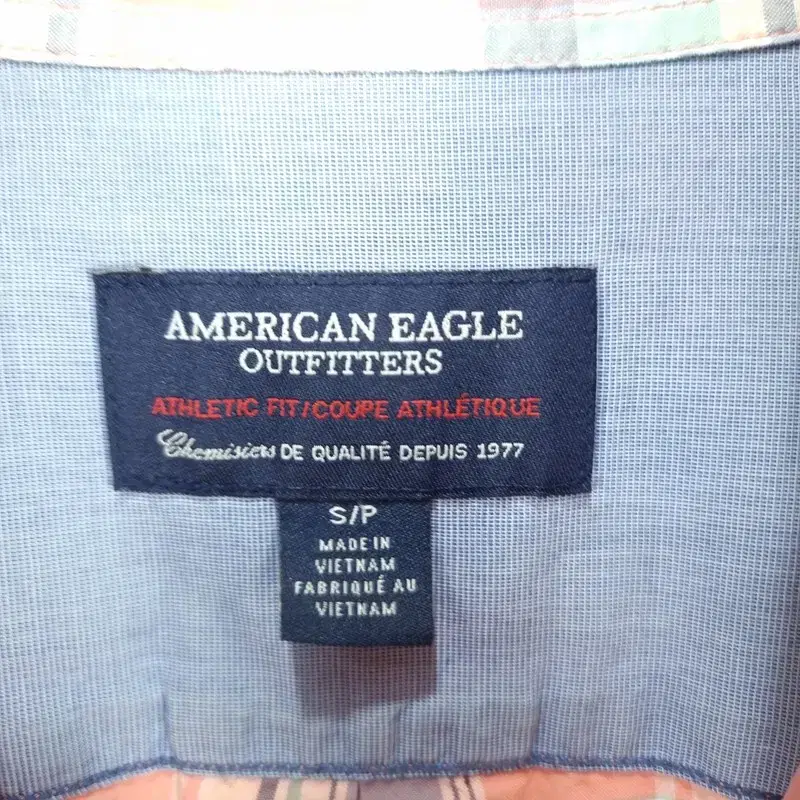 AMERICAN EAGLE
OUTFITTERS
ATHLETIC FIT/COUPE ATHLÉTIQUE
Chemisiers DE QUALITÉ DEPUIS 1977
S/P
MADE IN
VIETNAM
FABRIQUÉ AU
VIETNAM